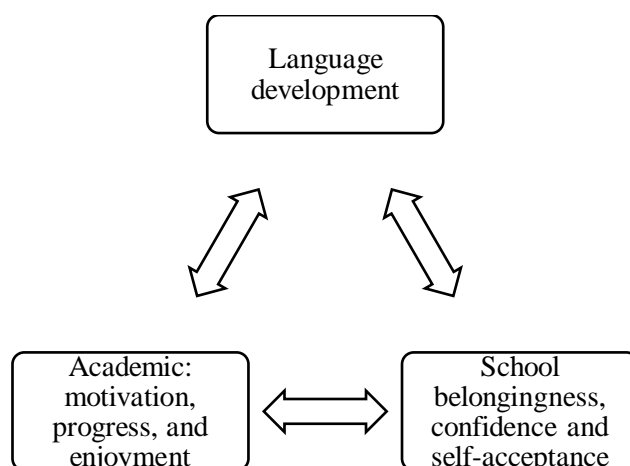 Language
development
Academic:
motivation,
progress, and
enjoyment
School
belongingness,
confidence and
self-acceptance